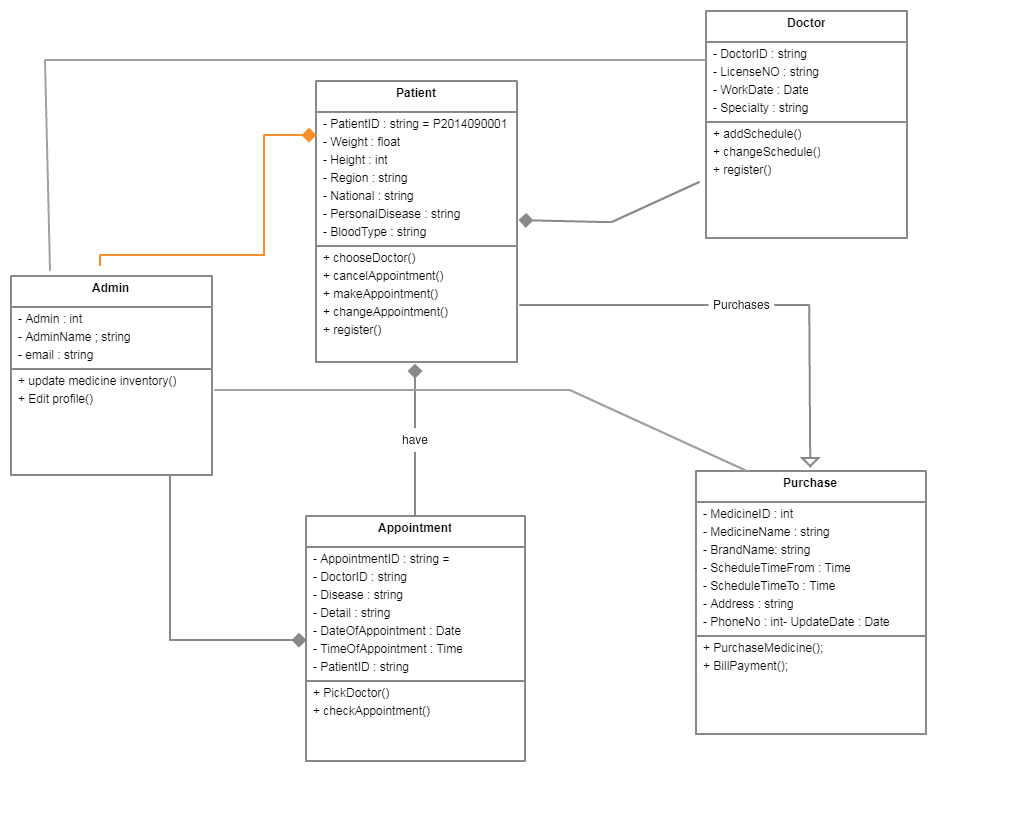 Doctor
- DoctorID : string
- LicenseNO : string
- WorkDate : Date
- Specialty : string
+ addSchedule()
+ changeSchedule()
+ register()
Patient
- PatientID : string = P2014090001
- Weight : float
- Height : int
- Region : string
- National : string
- PersonalDisease : string
- BloodType : string
+ chooseDoctor()
+ cancelAppointment()
+ makeAppointment()
+ changeAppointment()
+ register()
Admin
- Admin : int
- AdminName ; string
- email : string
+ update medicine inventory()
+ Edit profile()
Purchases
have
Purchase
- MedicineID : int
- MedicineName : string
- BrandName: string
- ScheduleTimeFrom : Time
- ScheduleTimeTo : Time
- Address : string
- PhoneNo : int- UpdateDate : Date
+ PurchaseMedicine();
+ BillPayment();
Appointment
- AppointmentID : string =
- DoctorID : string
- Disease : string
- Detail : string
- DateOfAppointment : Date
- TimeOfAppointment : Time
- PatientID : string
+ PickDoctor()
+ checkAppointment()